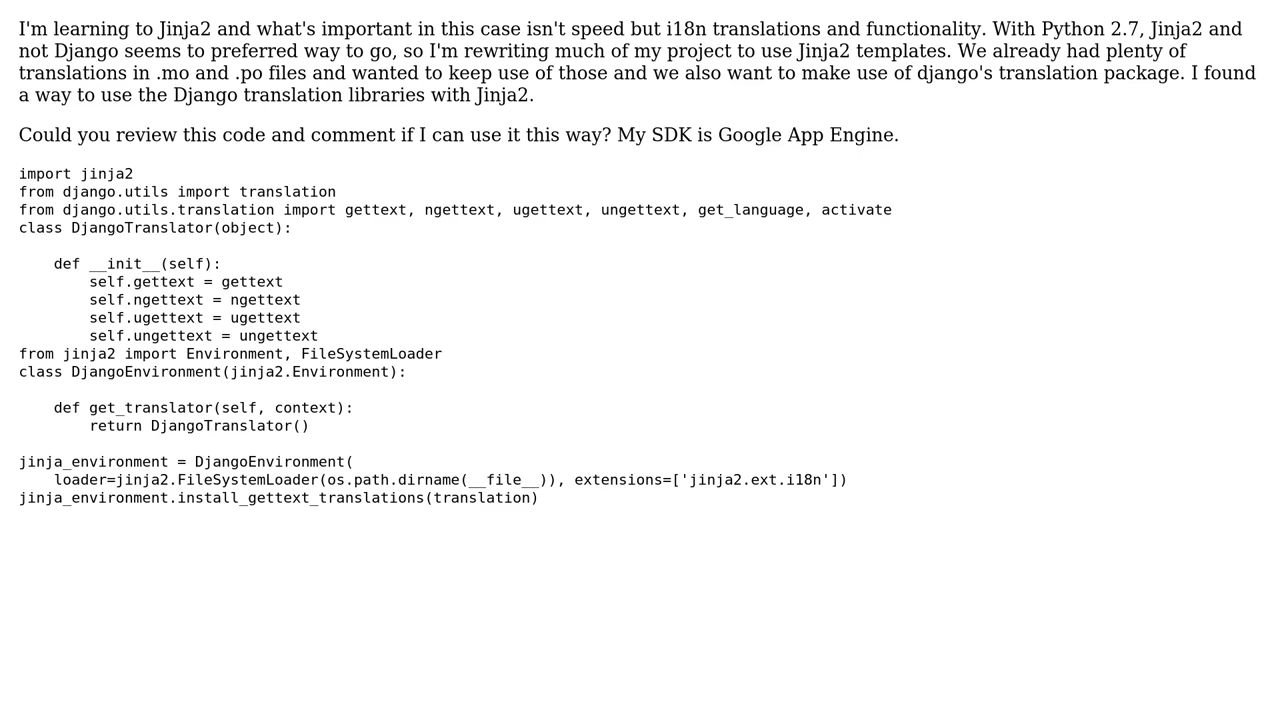 I'm learning to Jinja2 and what's important in this case isn't speed but i18n translations and functionality. With Python 2.7, Jinja2 and
not Django seems to preferred way to go, so I'm rewriting much of my project to use Jinja2 templates. We already had plenty of
translations in .mo and .po files and wanted to keep use of those and we also want to make use of django's translation package. I found
a way to use the Django translation libraries with Jinja2.

Could you review this code and comment if I can use it this way? My SDK is Google App Engine.

import jinja2
from django.utils import translation
from django.utils.translation import gettext, ngettext, ugettext, ungettext, get_language, activate
class DjangoTranslator(object):

    def __init__(self):
        self.gettext = gettext
        self.ngettext = ngettext
        self.ugettext = ugettext
        self.ungettext = ungettext
from jinja2 import Environment, FileSystemLoader
class DjangoEnvironment(jinja2.Environment):

    def get_translator(self, context):
        return DjangoTranslator()

jinja_environment = DjangoEnvironment(
    loader=jinja2.FileSystemLoader(os.path.dirname(__file__)), extensions=['jinja2.ext.i18n'])
jinja_environment.install_gettext_translations(translation)